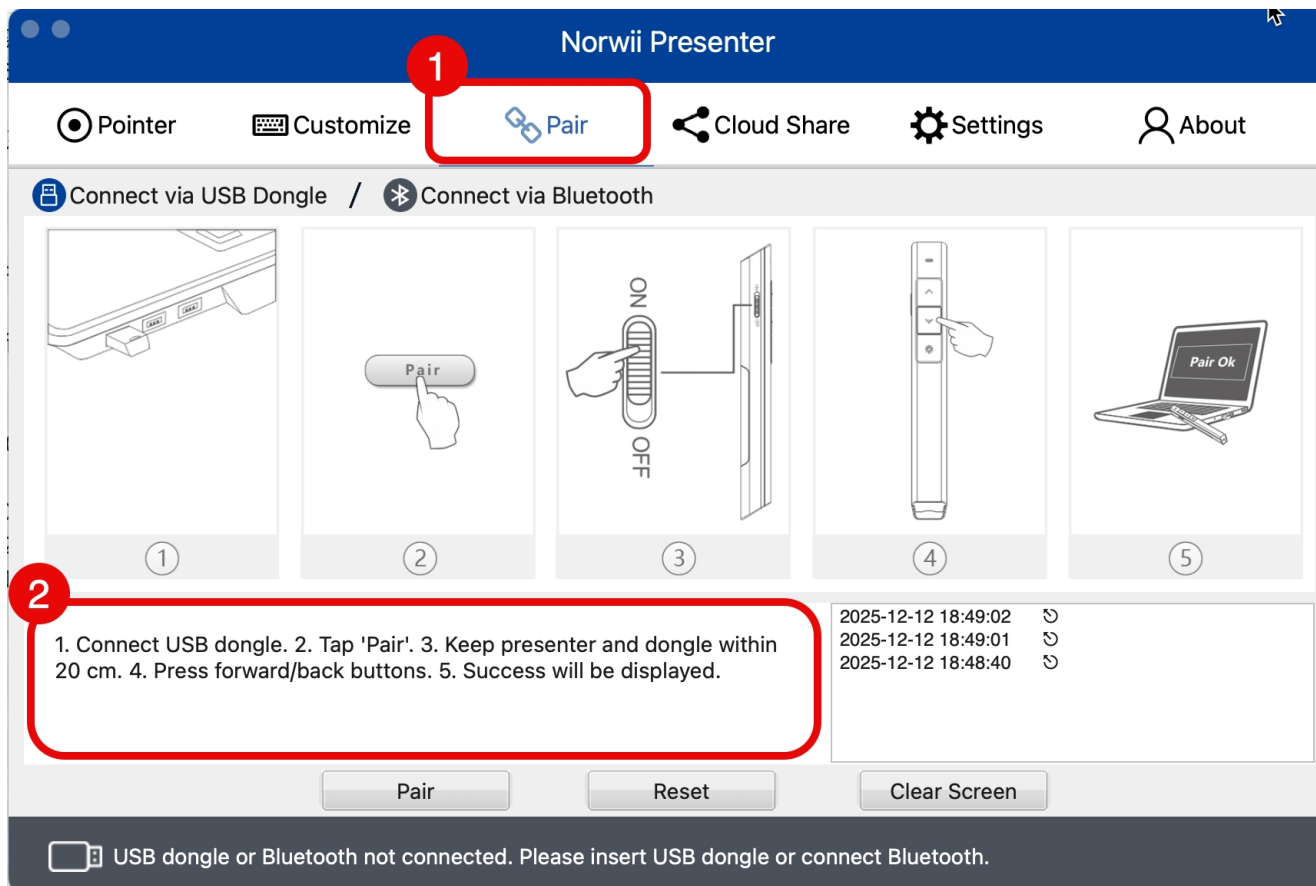 Norwii Presenter
1
Pointer
Customize
Pair
Cloud Share
Settings
About
Connect via USB Dongle / Connect via Bluetooth
Pair
ON
OFF
Pair Ok
1
2
3
4
5
2
1. Connect USB dongle. 2. Tap 'Pair'. 3. Keep presenter and dongle within
20 cm. 4. Press forward/back buttons. 5. Success will be displayed.
2025-12-12 18:49:02
2025-12-12 18:49:01
2025-12-12 18:48:40
Pair
Reset
Clear Screen
USB dongle or Bluetooth not connected. Please insert USB dongle or connect Bluetooth.